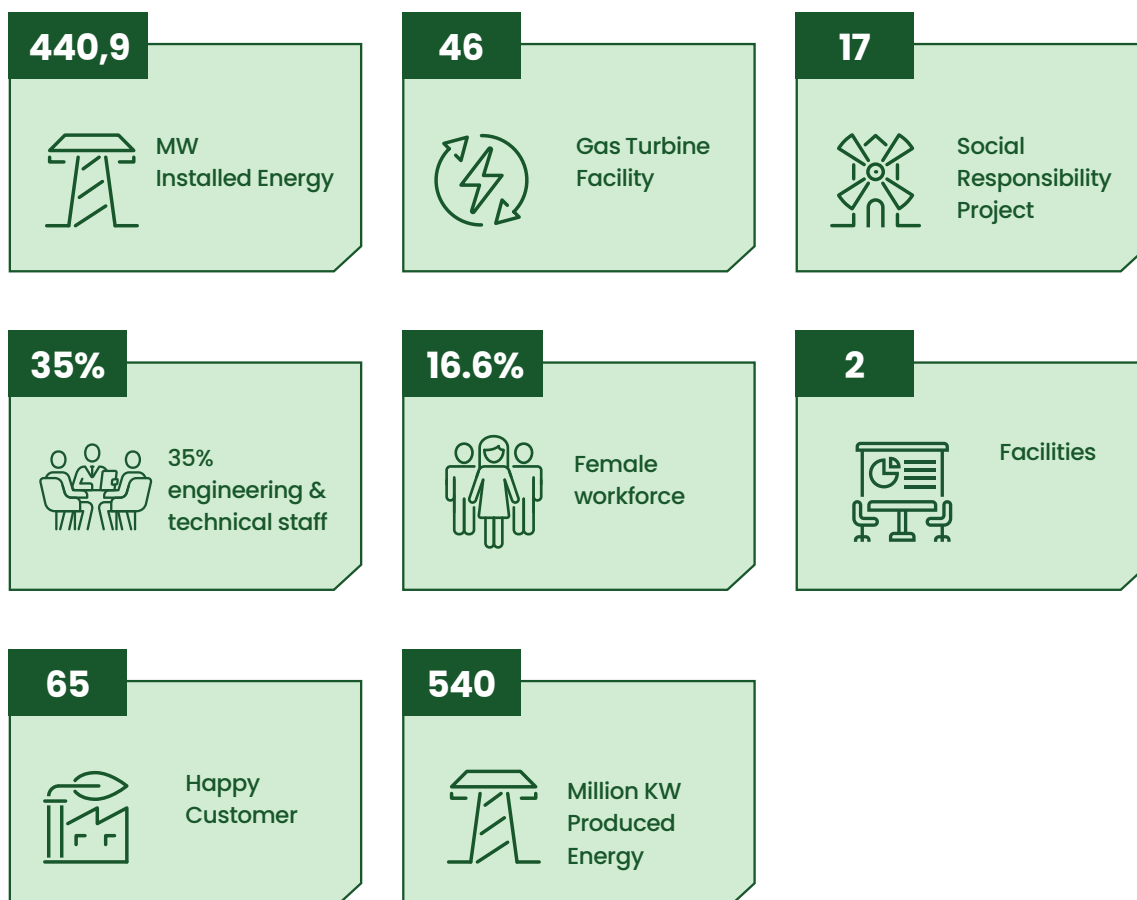 440,9
MW
Installed Energy
46
Gas Turbine
Facility
17
Social
Responsibility
Project
35%
35%
engineering &
technical staff
16.6%
Female
workforce
2
Facilities
65
Happy
Customer
540
Million KW
Produced
Energy